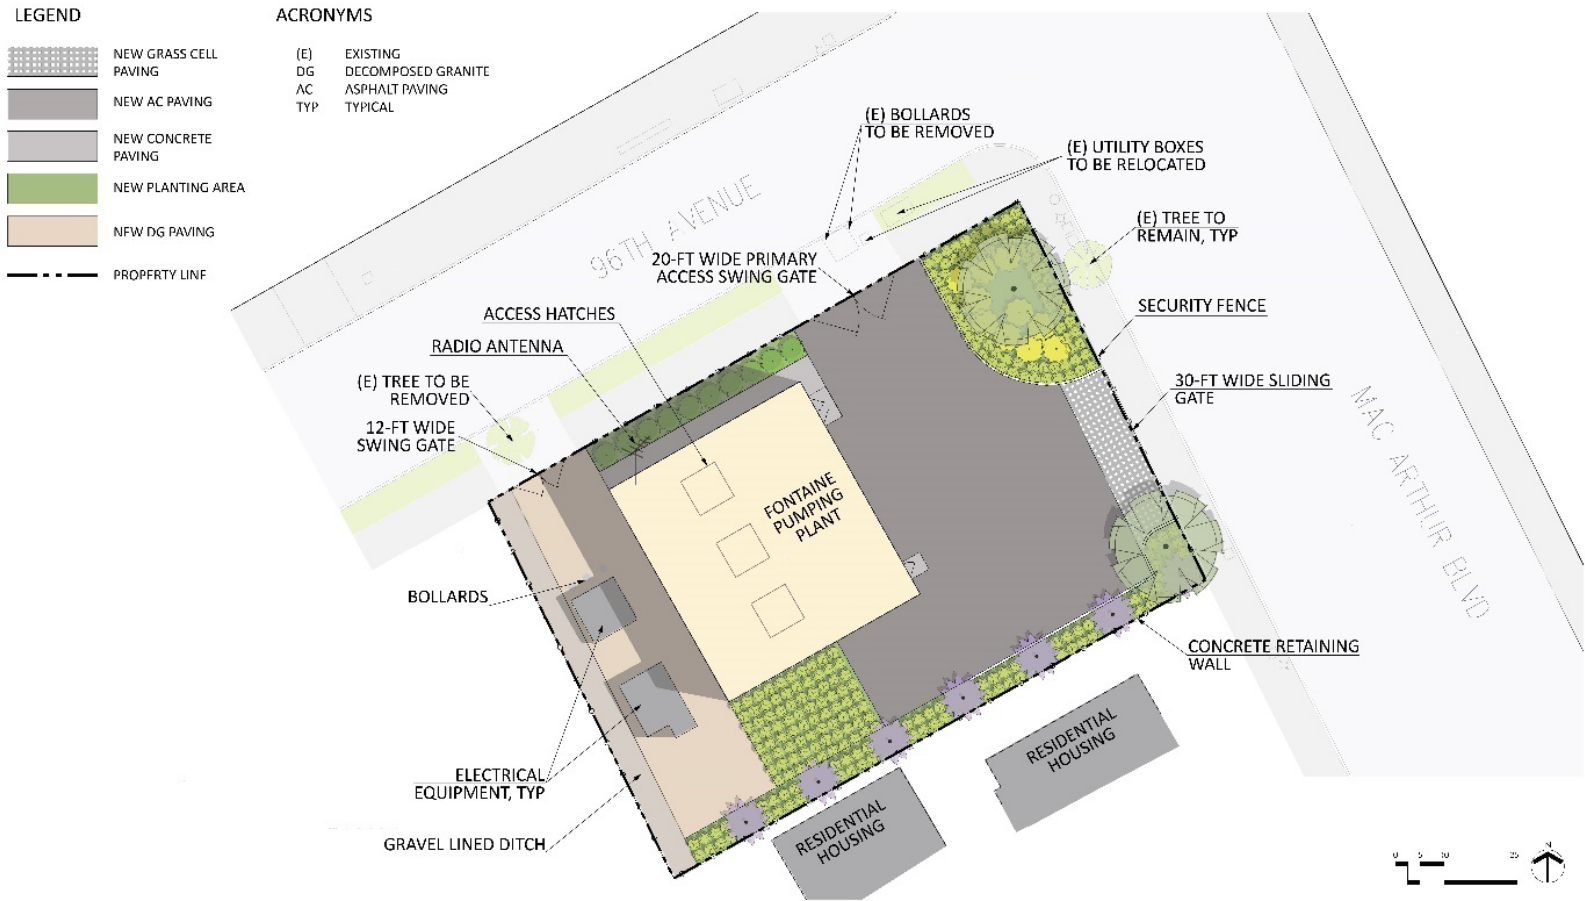 LEGEND
NEW GRASS CELL
PAVING
NEW AC PAVING
NEW CONCRETE
PAVING
NEW PLANTING AREA
NEW DG PAVING
PROPERTY LINE
ACRONYMS
(E) EXISTING
DG DECOMPOSED GRANITE
AC ASPHALT PAVING
TYP TYPICAL
96TH AVENUE
(E) BOLLARDS
TO BE REMOVED
(E) UTILITY BOXES
TO BE RELOCATED
(E) TREE TO
REMAIN, TYP
20-FT WIDE PRIMARY
ACCESS SWING GATE
SECURITY FENCE
ACCESS HATCHES
RADIO ANTENNA
(E) TREE TO BE
REMOVED
12-FT WIDE
SWING GATE
30-FT WIDE SLIDING
GATE
MAC ARTHUR BLVD
FONTAINE
PUMPING
PLANT
BOLLARDS
CONCRETE RETAINING
WALL
RESIDENTIAL
HOUSING
RESIDENTIAL
HOUSING
ELECTRICAL
EQUIPMENT, TYP
GRAVEL LINED DITCH
0 5 10 25
N